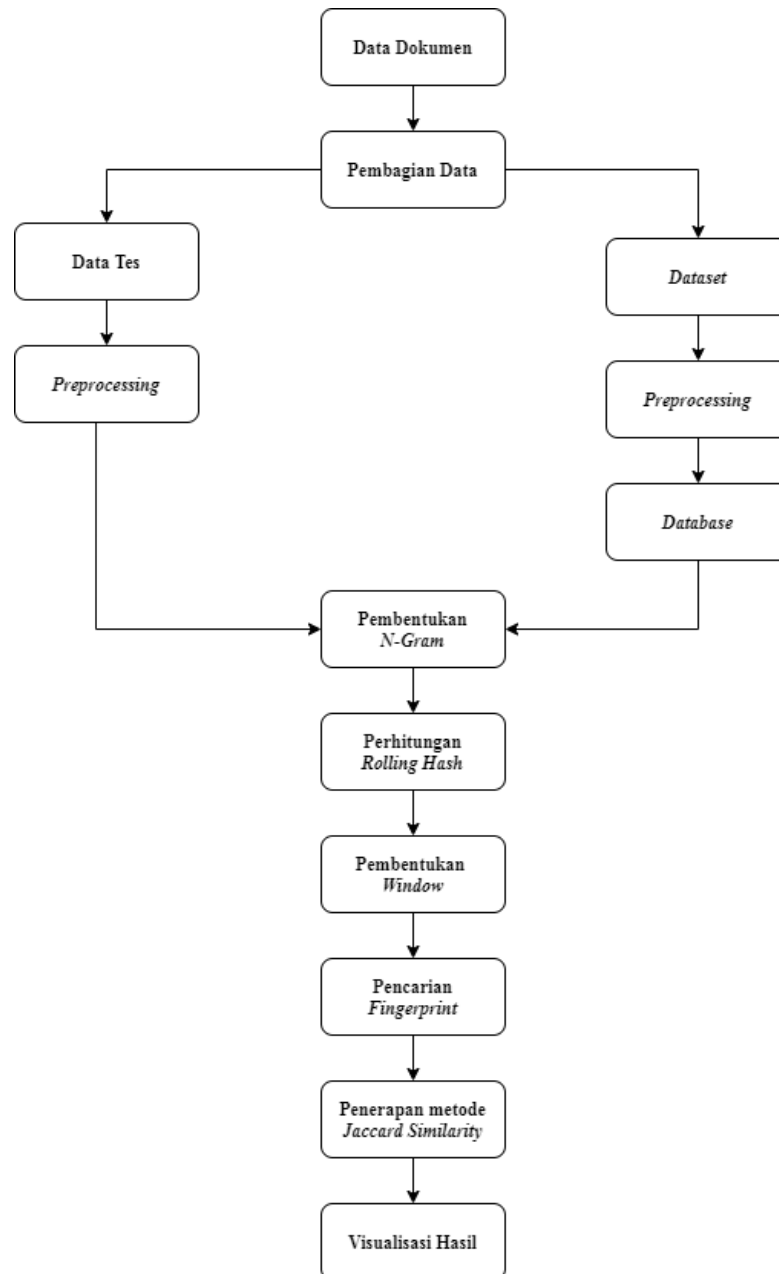 Data Dokumen
Pembagian Data
Data Tes
Dataset
Preprocessing
Preprocessing
Database
Pembentukan
N-Gram
Perhitungan
Rolling Hash
Pembentukan
Window
Pencarian
Fingerprint
Penerapan metode
Jaccard Similarity
Visualisasi Hasil